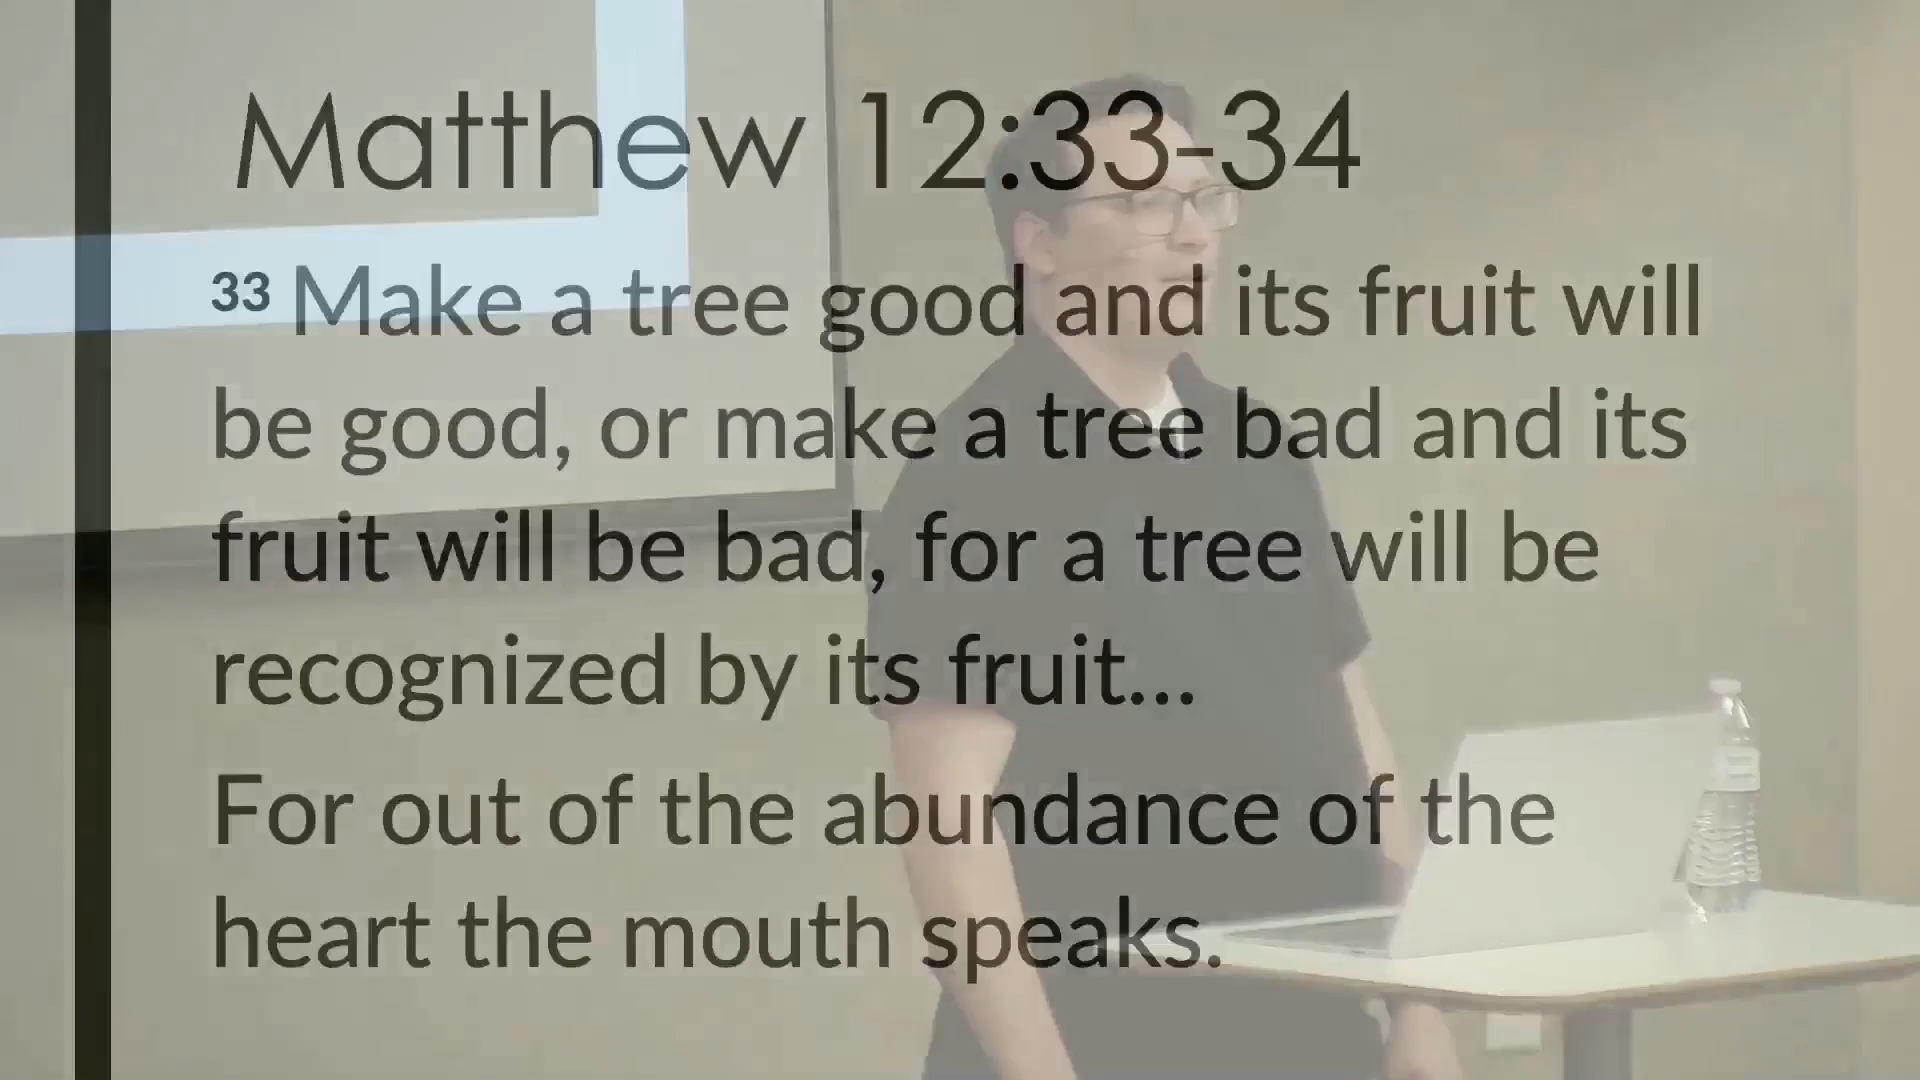 Matthew 12:33-34
33 Make a tree good and its fruit will
be good, or make a tree bad and its
fruit will be bad, for a tree will be
recognized by its fruit...
For out of the abundance of the
heart the mouth speaks.